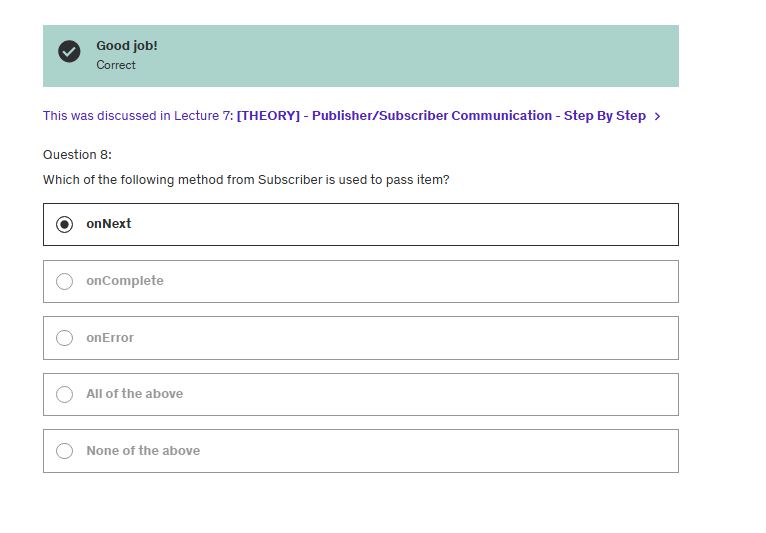 Good job!
Correct
This was discussed in Lecture 7: [THEORY] - Publisher/Subscriber Communication - Step By Step >
Question 8:
Which of the following method from Subscriber is used to pass item?
onNext
onComplete
onError
All of the above
None of the above